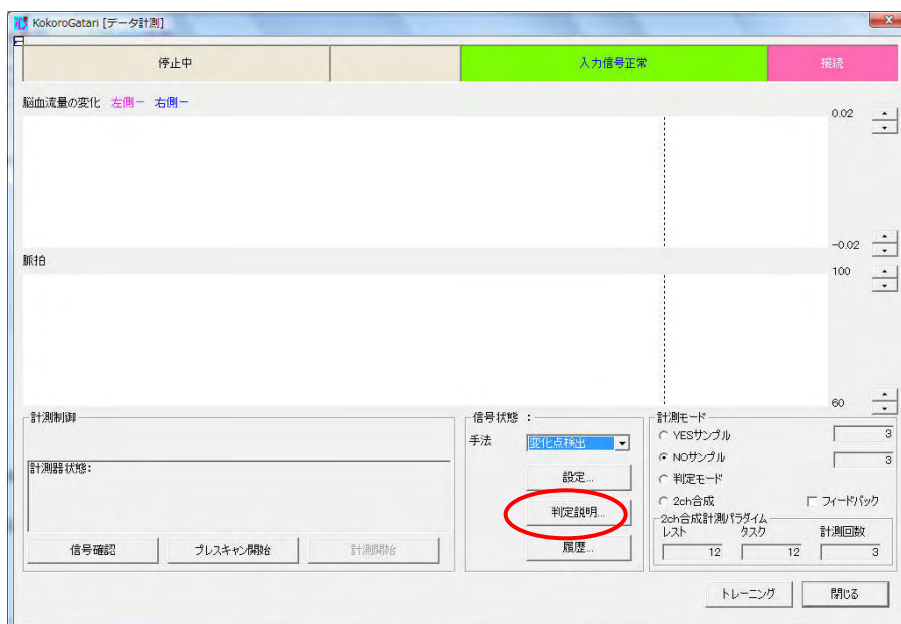 KokoroGatari [データ計測]
停止中 入力信号正常 接続
脳血流量の変化 左側ー 右側ー
0.02
-0.02
脈拍
100
60
計測制御
計測器状態:
信号確認 プレスキャン開始 計測開始
信号状態 :
手法 変化点検出
設定...
判定説明...
履歴...
計測モード
YESサンプル 3
NOサンプル 3
判定モード
2ch合成 フィードバック
2ch合成計測パラダイム
レスト タスク 計測回数
12 12 3
トレーニング 閉じる